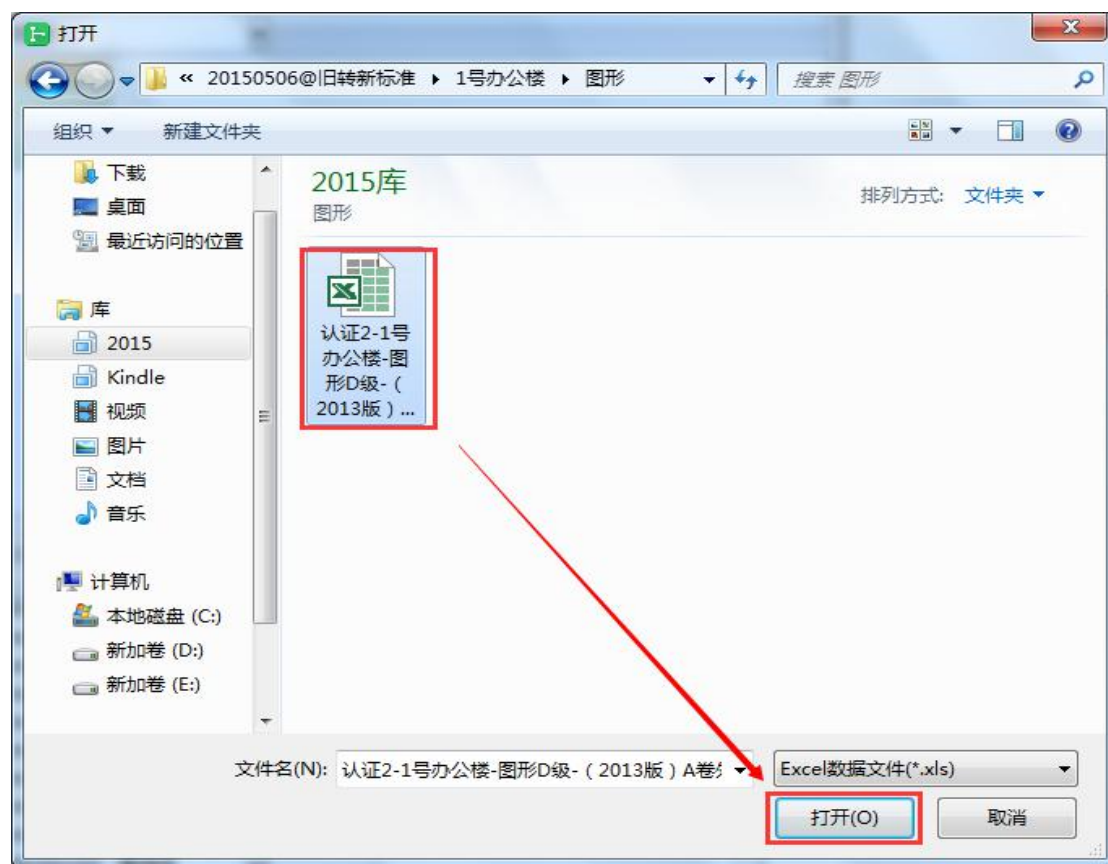 打开
« 20150506@旧转新标准 ▸ 1号办公楼 ▸ 图形
搜索 图形
组织
新建文件夹
下载
桌面
最近访问的位置
库
2015
Kindle
视频
图片
文档
音乐
计算机
本地磁盘 (C:)
新加卷 (D:)
新加卷 (E:)
2015库
图形
排列方式: 文件夹
认证2-1号
办公楼-图
形D级-（
2013版）...
文件名(N): 认证2-1号办公楼-图形D级-（2013版）A卷
Excel数据文件(*.xls)
打开(O)
取消